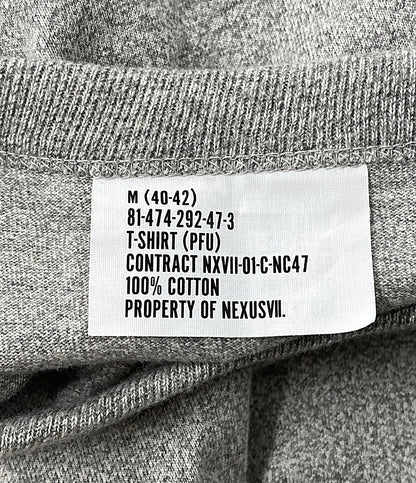 M (40-42)
81-474-292-47-3
T-SHIRT (PFU)
CONTRACT NXVII-01-C-NC47
100% COTTON
PROPERTY OF NEXUSVII.